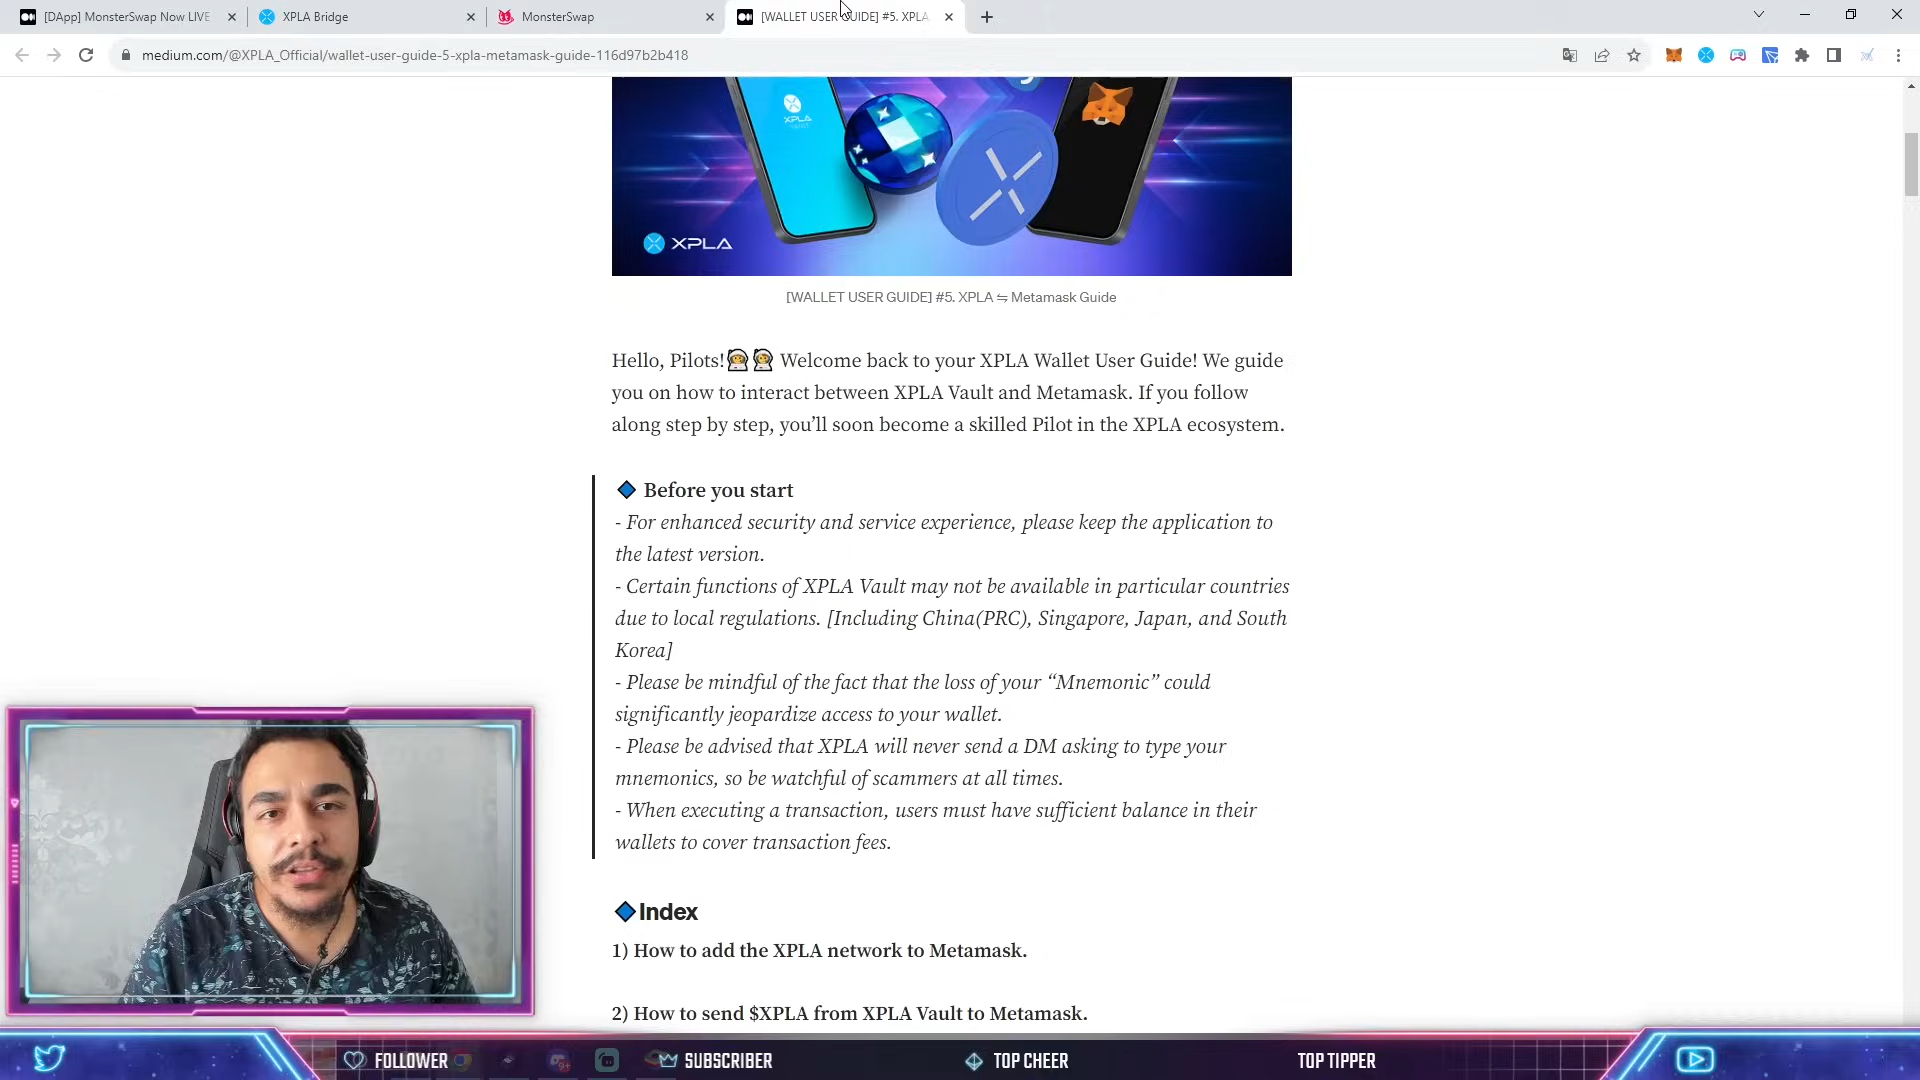 [DApp] MonsterSwap Now LIVE
XPLA Bridge
MonsterSwap
[WALLET USER GUIDE] #5. XPLA
medium.com/@XPLA_Official/wallet-user-guide-5-xpla-metamask-guide-116d97b2b418
XPLA
XPLA
[WALLET USER GUIDE] #5. XPLA ⇋ Metamask Guide
Hello, Pilots!👩‍🚀👩‍🚀 Welcome back to your XPLA Wallet User Guide! We guide
you on how to interact between XPLA Vault and Metamask. If you follow
along step by step, you’ll soon become a skilled Pilot in the XPLA ecosystem.
🔷 Before you start
- For enhanced security and service experience, please keep the application to
the latest version.
- Certain functions of XPLA Vault may not be available in particular countries
due to local regulations. [Including China(PRC), Singapore, Japan, and South
Korea]
- Please be mindful of the fact that the loss of your “Mnemonic” could
significantly jeopardize access to your wallet.
- Please be advised that XPLA will never send a DM asking to type your
mnemonics, so be watchful of scammers at all times.
- When executing a transaction, users must have sufficient balance in their
wallets to cover transaction fees.
🔷Index
1) How to add the XPLA network to Metamask.
2) How to send $XPLA from XPLA Vault to Metamask.
FOLLOWER
SUBSCRIBER
TOP CHEER
TOP TIPPER